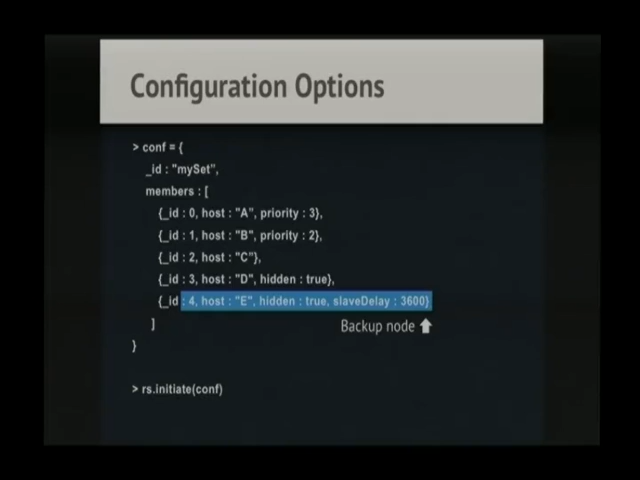 Configuration Options
> conf = {
_id : "mySet",
members : [
{_id : 0, host : "A", priority : 3},
{_id : 1, host : "B", priority : 2},
{_id : 2, host : "C"},
{_id : 3, host : "D", hidden : true},
{_id : 4, host : "E", hidden : true, slaveDelay : 3600}
]
Backup node
}
> rs.initiate(conf)